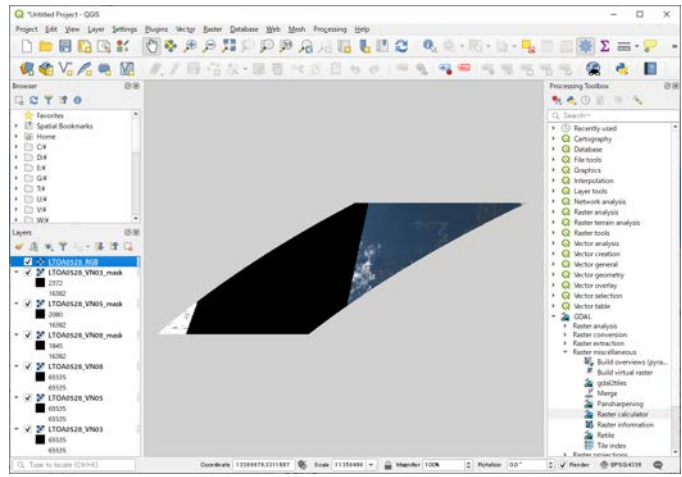 *Untitled Project - QGIS
Project Edit View Layer Settings Plugins Vector Raster Database Web Mesh Processing Help
Browser
Favorites
Spatial Bookmarks
Home
C:¥
D:¥
E:¥
G:¥
T:¥
U:¥
V:¥
W:¥
Layers
LTOA0528_RGB
LTOA0528_VN03_mask
2372
16382
LTOA0528_VN05_mask
2080
16382
LTOA0528_VN08_mask
1845
16382
LTOA0528_VN08
65535
65535
LTOA0528_VN05
65535
65535
LTOA0528_VN03
65535
65535
Processing Toolbox
Search…
Recently used
Cartography
Database
File tools
Graphics
Interpolation
Layer tools
Network analysis
Raster analysis
Raster terrain analysis
Raster tools
Vector analysis
Vector creation
Vector general
Vector geometry
Vector overlay
Vector selection
Vector table
GDAL
Raster analysis
Raster conversion
Raster extraction
Raster miscellaneous
Build overviews (pyra...
Build virtual raster
gdal2tiles
Merge
Pansharpening
Raster calculator
Raster information
Retile
Tile index
Raster projections
Type to locate (Ctrl+K)
Coordinate
Scale
Magnifier 100%
Rotation 0.0°
Render
EPSG:4326